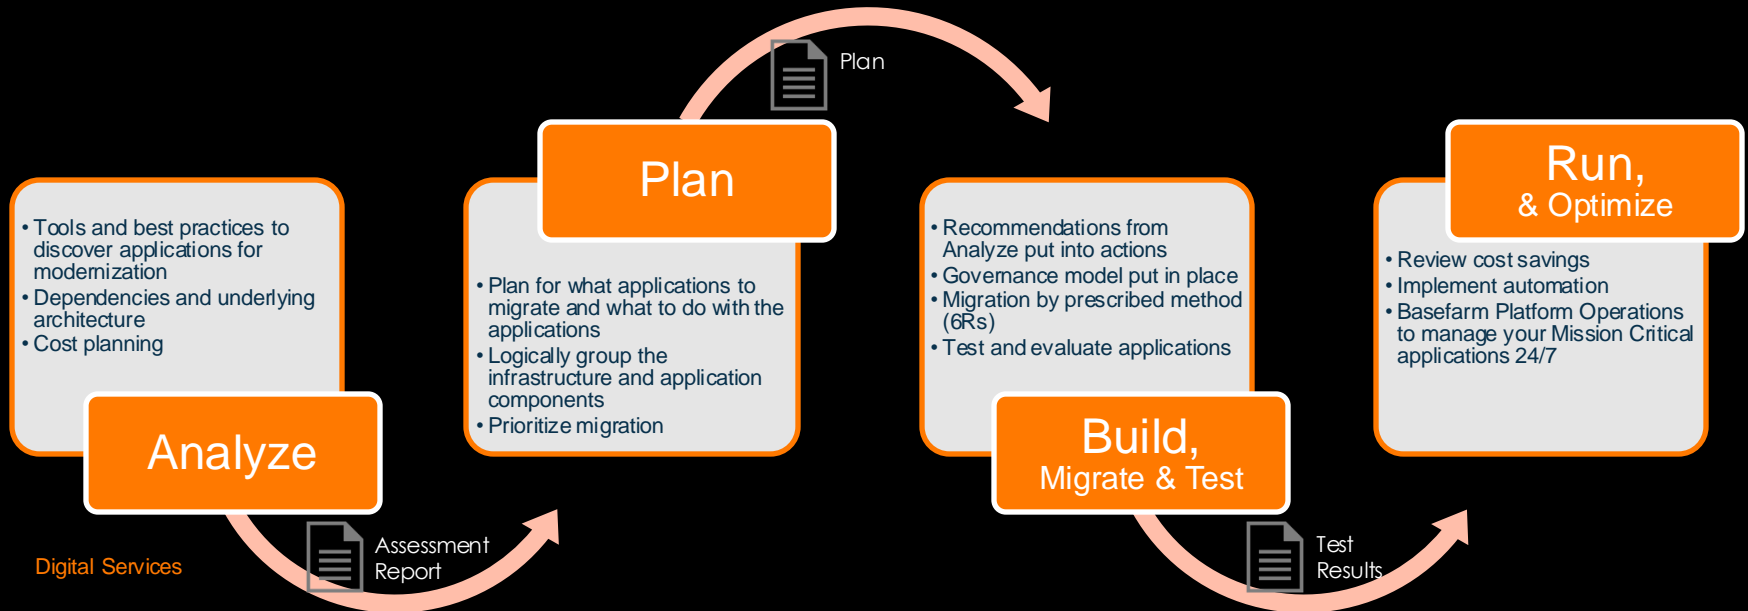 • Tools and best practices to
discover applications for
modernization
• Dependencies and underlying
architecture
• Cost planning
Analyze
Assessment
Report
Plan
• Plan for what applications to
migrate and what to do with the
applications
• Logically group the
infrastructure and application
components
• Prioritize migration
Plan
• Recommendations from
Analyze put into actions
• Governance model put in place
• Migration by prescribed method
(6Rs)
• Test and evaluate applications
Build,
Migrate & Test
Test
Results
Run,
& Optimize
• Review cost savings
• Implement automation
• Basefarm Platform Operations
to manage your Mission Critical
applications 24/7
Digital Services